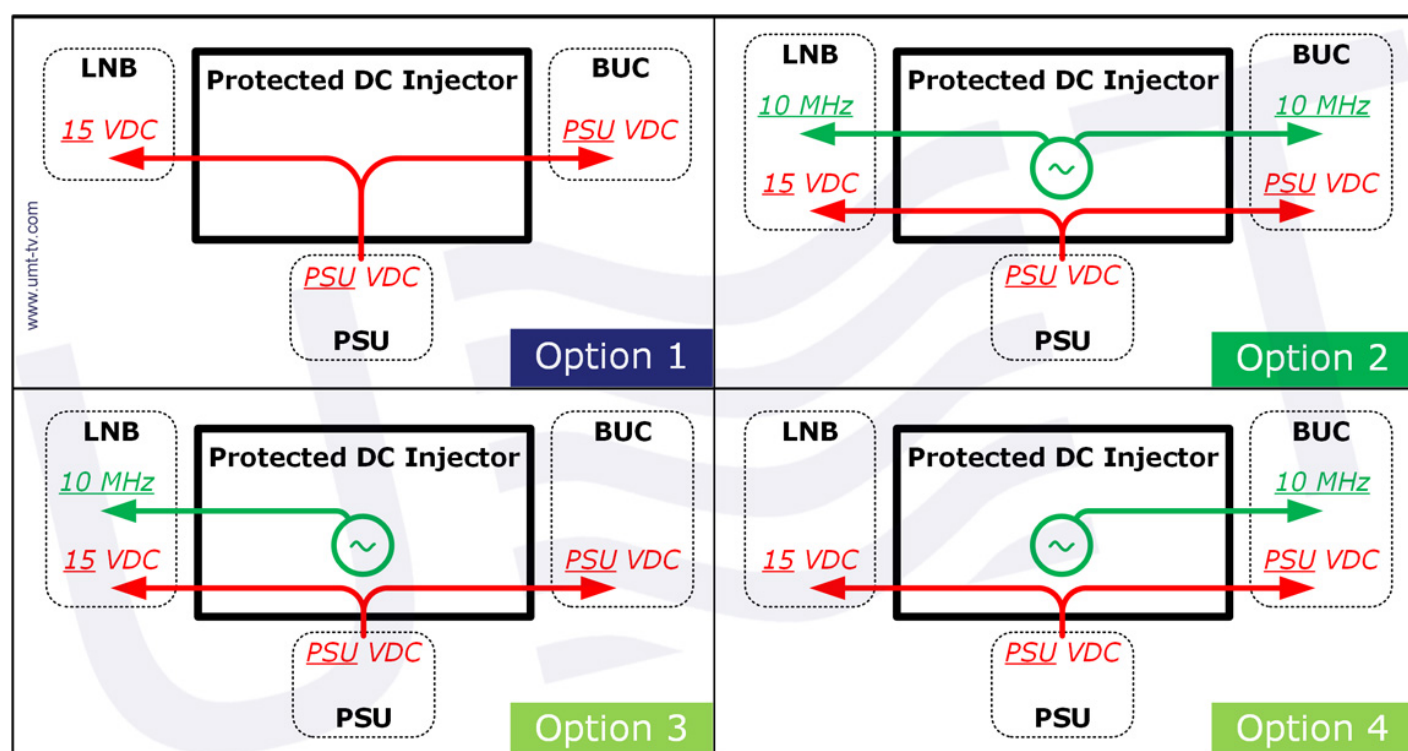 LNB
Protected DC Injector
BUC
15 VDC
PSU VDC
PSU VDC
PSU
www.umt-tv.com
Option 1
LNB
Protected DC Injector
BUC
10 MHz
10 MHz
15 VDC
PSU VDC
PSU VDC
PSU
Option 2
LNB
Protected DC Injector
BUC
10 MHz
15 VDC
PSU VDC
PSU VDC
PSU
Option 3
LNB
Protected DC Injector
BUC
10 MHz
15 VDC
PSU VDC
PSU VDC
PSU
Option 4